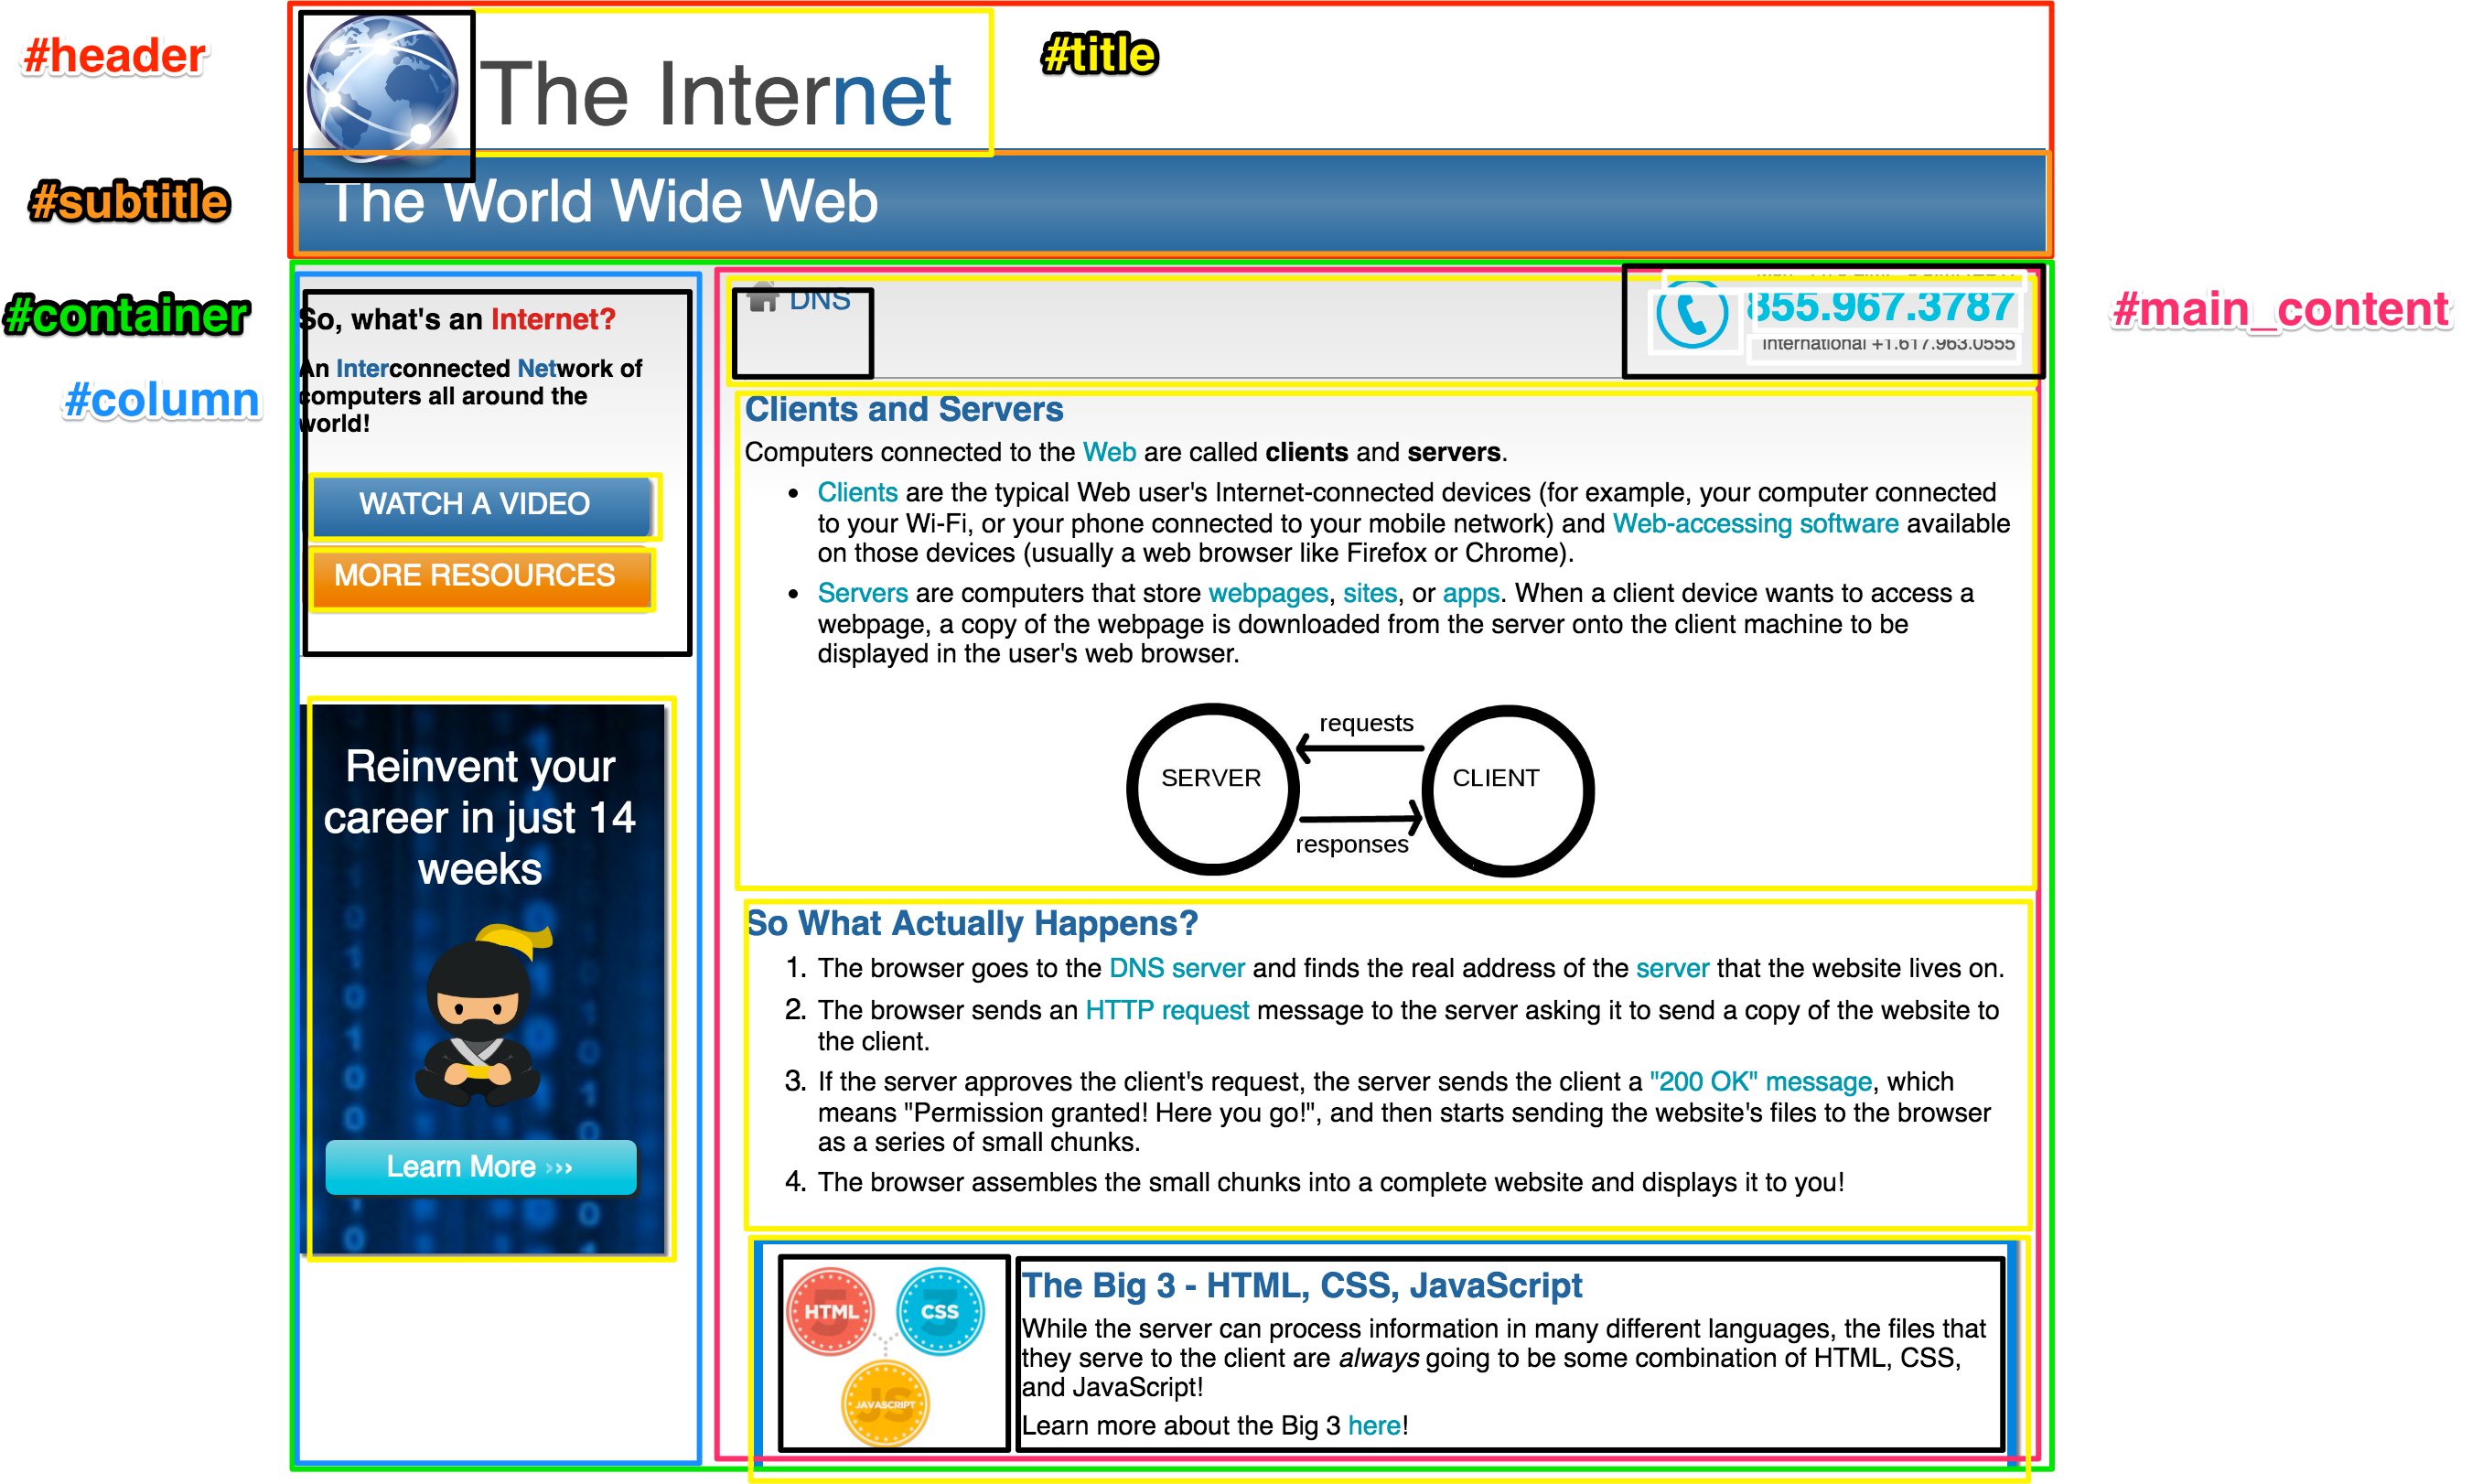 #header
The Internet
#title
#subtitle
The World Wide Web
#container
#column
So, what's an Internet?
An Interconnected Network of
computers all around the
world!
WATCH A VIDEO
MORE RESOURCES
Reinvent your
career in just 14
weeks
Learn More ›››
#main_content
DNS
855.967.3787
International +1.617.963.0555
Clients and Servers
Computers connected to the Web are called clients and servers.
• Clients are the typical Web user's Internet-connected devices (for example, your computer connected
to your Wi-Fi, or your phone connected to your mobile network) and Web-accessing software available
on those devices (usually a web browser like Firefox or Chrome).
• Servers are computers that store webpages, sites, or apps. When a client device wants to access a
webpage, a copy of the webpage is downloaded from the server onto the client machine to be
displayed in the user's web browser.
requests
SERVER
CLIENT
responses
So What Actually Happens?
1. The browser goes to the DNS server and finds the real address of the server that the website lives on.
2. The browser sends an HTTP request message to the server asking it to send a copy of the website to
the client.
3. If the server approves the client's request, the server sends the client a "200 OK" message, which
means "Permission granted! Here you go!", and then starts sending the website's files to the browser
as a series of small chunks.
4. The browser assembles the small chunks into a complete website and displays it to you!
HTML
CSS
JS
JAVASCRIPT
The Big 3 - HTML, CSS, JavaScript
While the server can process information in many different languages, the files that
they serve to the client are always going to be some combination of HTML, CSS,
and JavaScript!
Learn more about the Big 3 here!